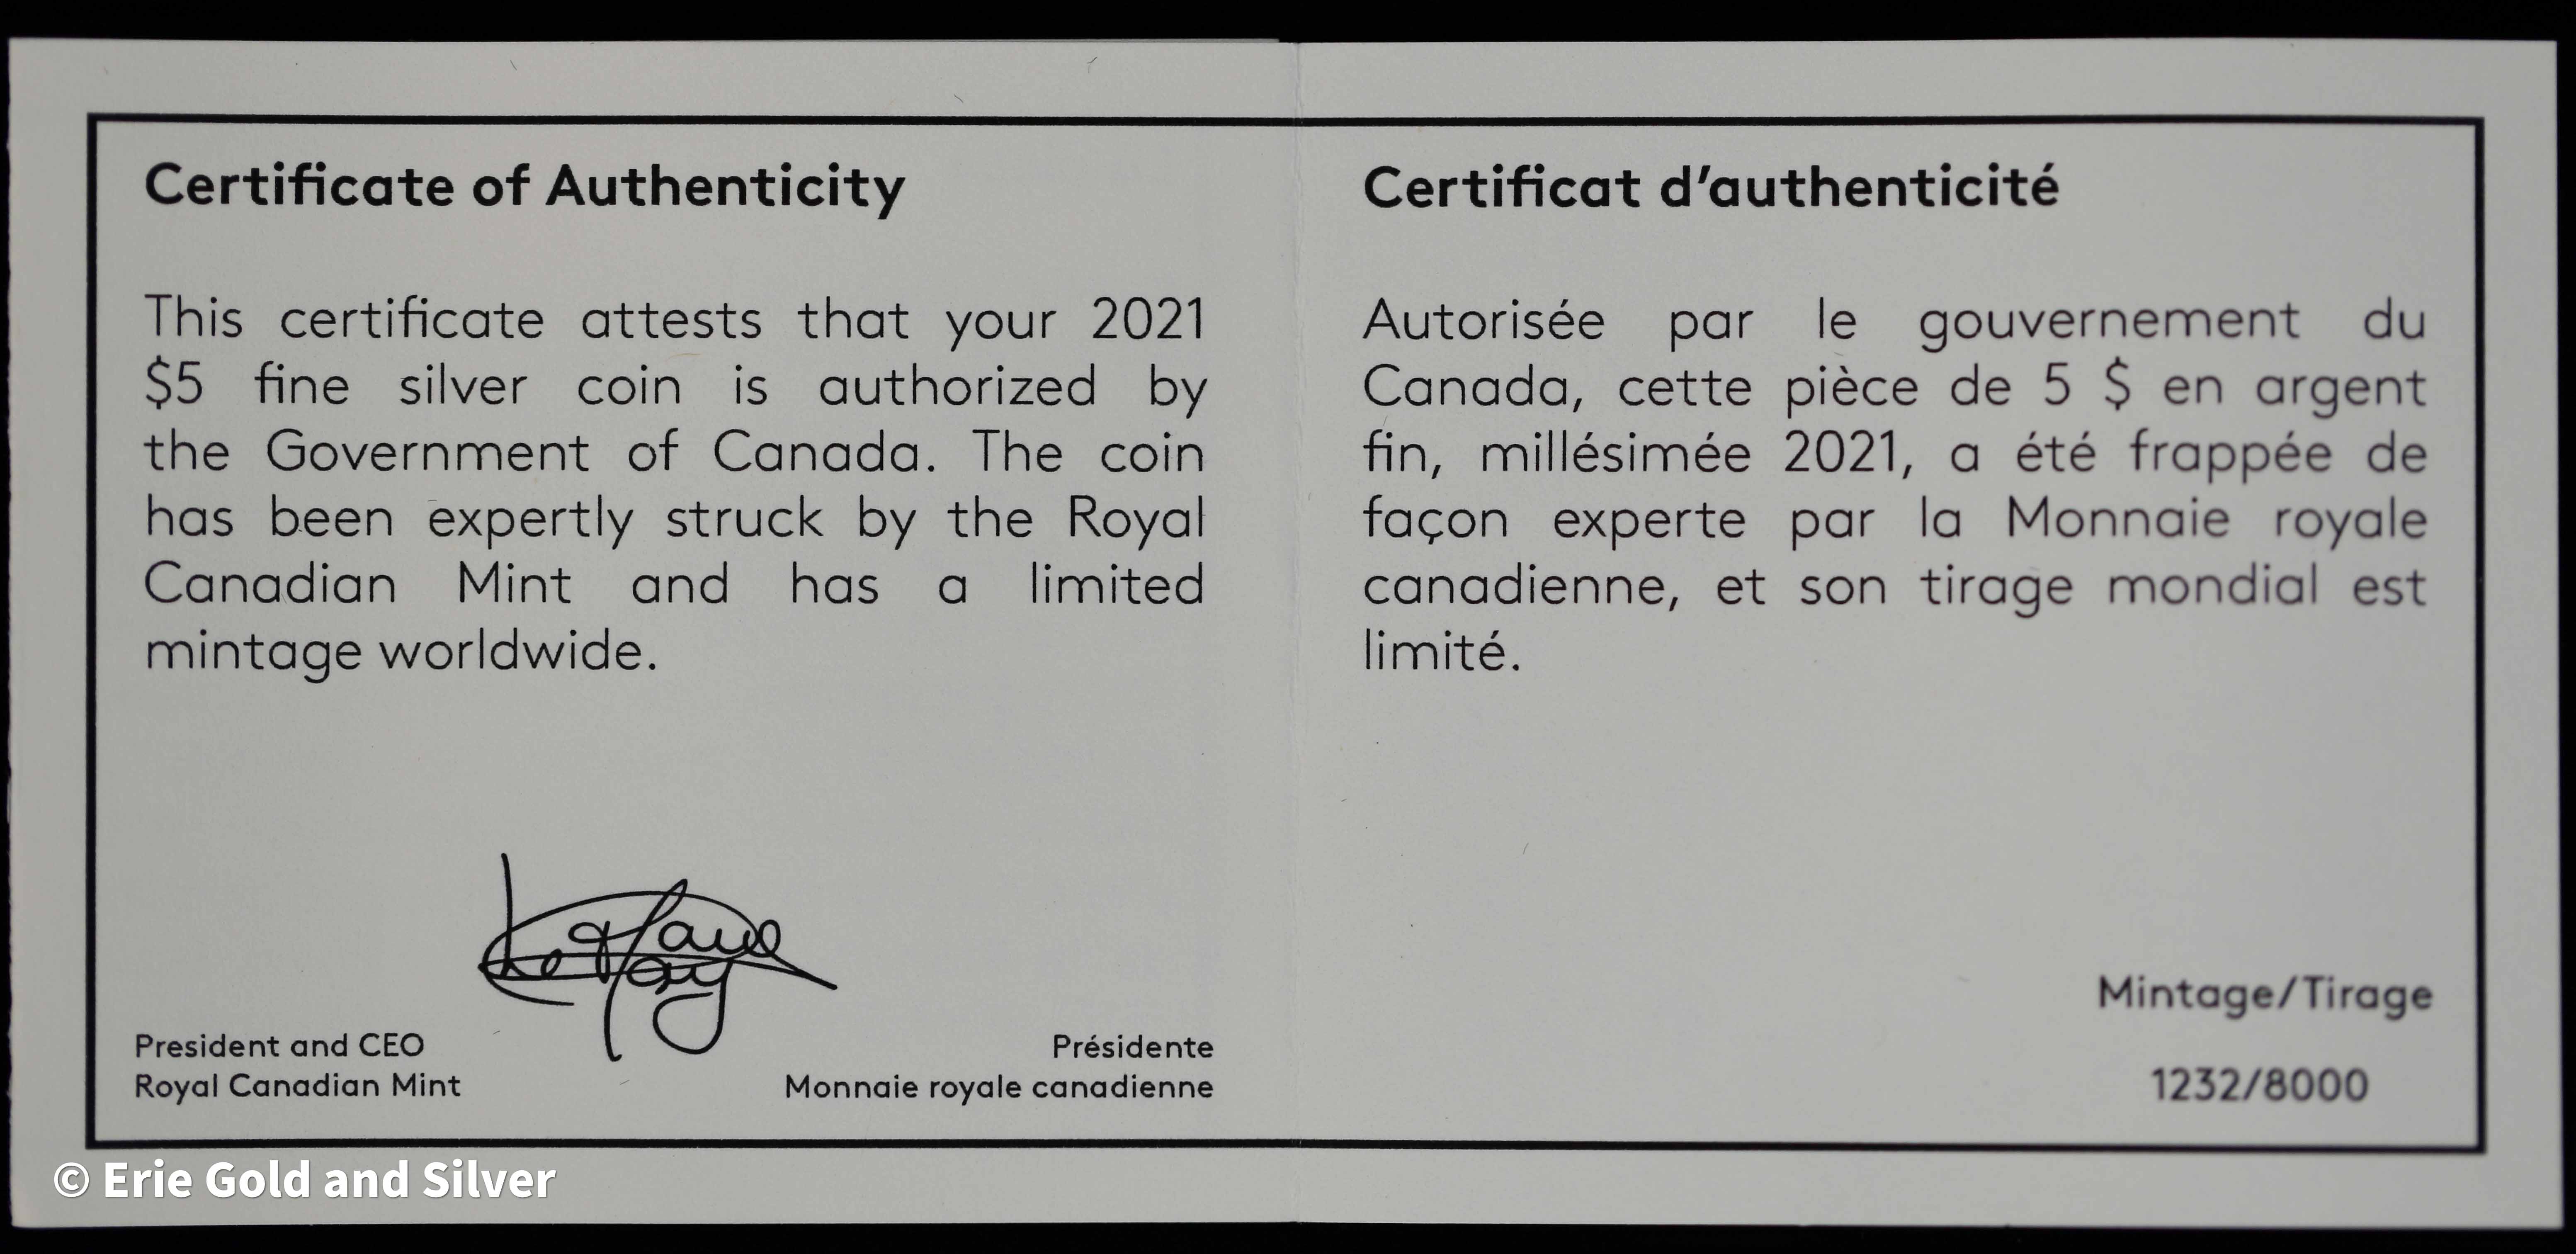 Certificate of Authenticity
This certificate attests that your 2021
$5 fine silver coin is authorized by
the Government of Canada. The coin
has been expertly struck by the Royal
Canadian Mint and has a limited
mintage worldwide.
President and CEO
Royal Canadian Mint
Présidente
Monnaie royale canadienne
Certificat d'authenticité
Autorisée par le gouvernement du
Canada, cette pièce de 5 $ en argent
fin, millésimée 2021, a été frappée de
façon experte par la Monnaie royale
canadienne, et son tirage mondial est
limité.
Mintage/Tirage
1232/8000
© Erie Gold and Silver